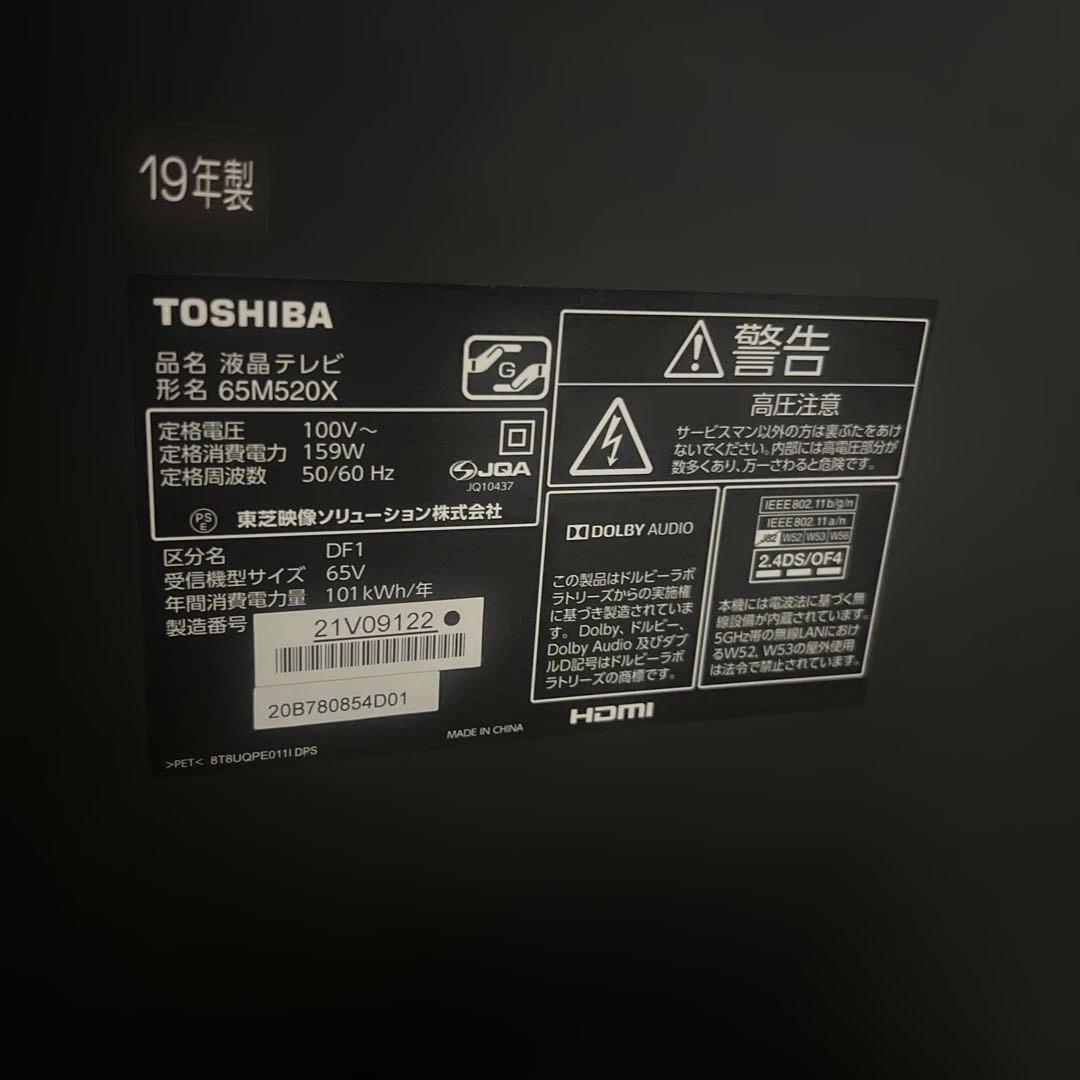 19年製
TOSHIBA
品名 液晶テレビ
形名 65M520X
G
定格電圧 100V～
定格消費電力 159W
定格周波数 50/60 Hz
JQA
JQ10437
PS
E
東芝映像ソリューション株式会社
区分名 DF1
受信機型サイズ 65V
年間消費電力量 101kWh/年
製造番号 21V09122
20B780854D01
MADE IN CHINA
>PET< 8T8UQPE011I DPS
警告
高圧注意
サービスマン以外の方は裏ぶたをあけ
ないでください。内部には高電圧部分が
数多くあり、万一さわると危険です。
DOLBY AUDIO
この製品はドルビーラボ
ラトリーズからの実施権
に基づき製造されていま
す。Dolby、ドルビー、
Dolby Audio 及びダブ
ルD記号はドルビーラボ
ラトリーズの商標です。
IEEE802.11b/g/n
IEEE802.11a/n
J52 W52 W53 W56
2.4DS/OF4
本機には電波法に基づく無
線設備が内蔵されています。
5GHz帯の無線LANにおけ
るW52、W53の屋外使用
は法令で禁止されています。
HDMI